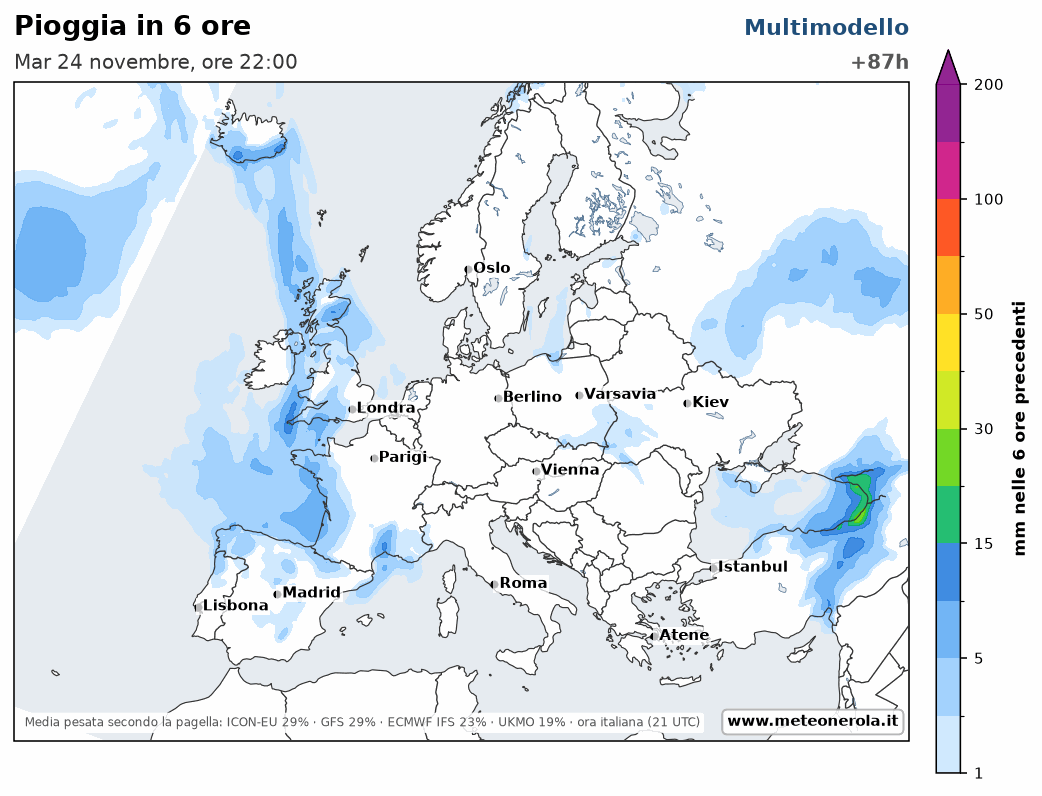 Pioggia in 6 ore
Multimodello
Mar 24 novembre, ore 22:00
+87h
200
100
50
30
15
5
1
mm nelle 6 ore precedenti
Oslo
Berlino
Varsavia
Kiev
Londra
Parigi
Vienna
Istanbul
Roma
Madrid
Lisbona
Atene
Media pesata secondo la pagella: ICON-EU 29% · GFS 29% · ECMWF IFS 23% · UKMO 19% · ora italiana (21 UTC)
www.meteonerola.it